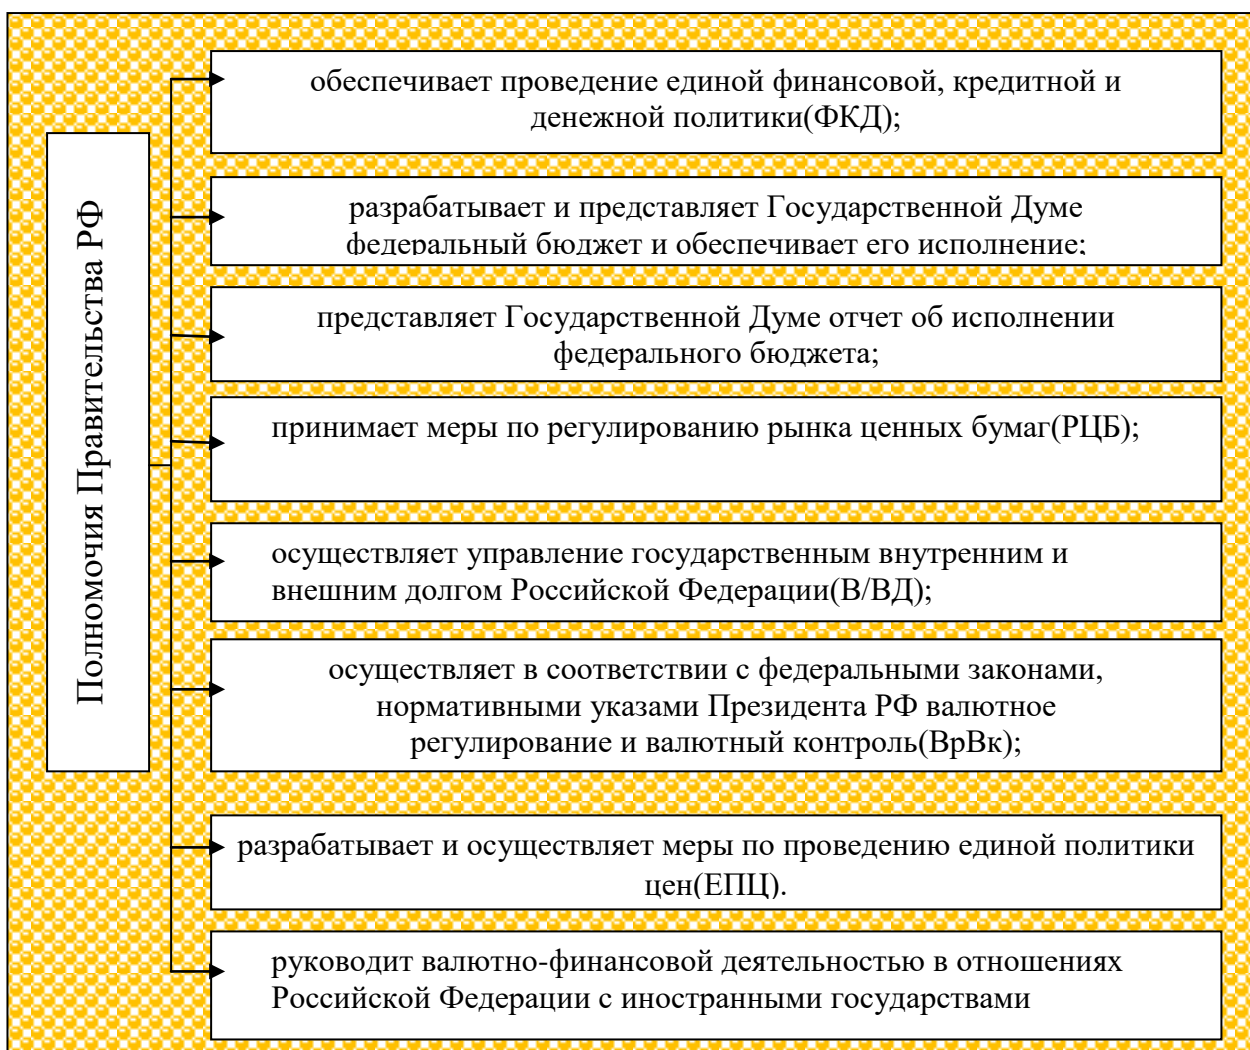 Полномочия Правительства РФ
обеспечивает проведение единой финансовой, кредитной и
денежной политики(ФКД);
разрабатывает и представляет Государственной Думе
федеральный бюджет и обеспечивает его исполнение;
представляет Государственной Думе отчет об исполнении
федерального бюджета;
принимает меры по регулированию рынка ценных бумаг(РЦБ);
осуществляет управление государственным внутренним и
внешним долгом Российской Федерации(В/ВД);
осуществляет в соответствии с федеральными законами,
нормативными указами Президента РФ валютное
регулирование и валютный контроль(ВрВк);
разрабатывает и осуществляет меры по проведению единой политики
цен(ЕПЦ).
руководит валютно-финансовой деятельностью в отношениях
Российской Федерации с иностранными государствами